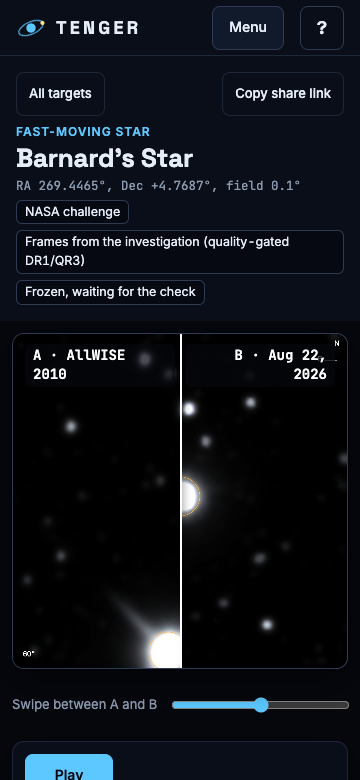 TENGER
Menu
?
All targets
Copy share link
FAST-MOVING STAR
Barnard's Star
RA 269.4465°, Dec +4.7687°, field 0.1°
NASA challenge
Frames from the investigation (quality-gated
DR1/QR3)
Frozen, waiting for the check
A · AllWISE
2010
B · Aug 22,
2026
N
60"
Swipe between A and B
Play